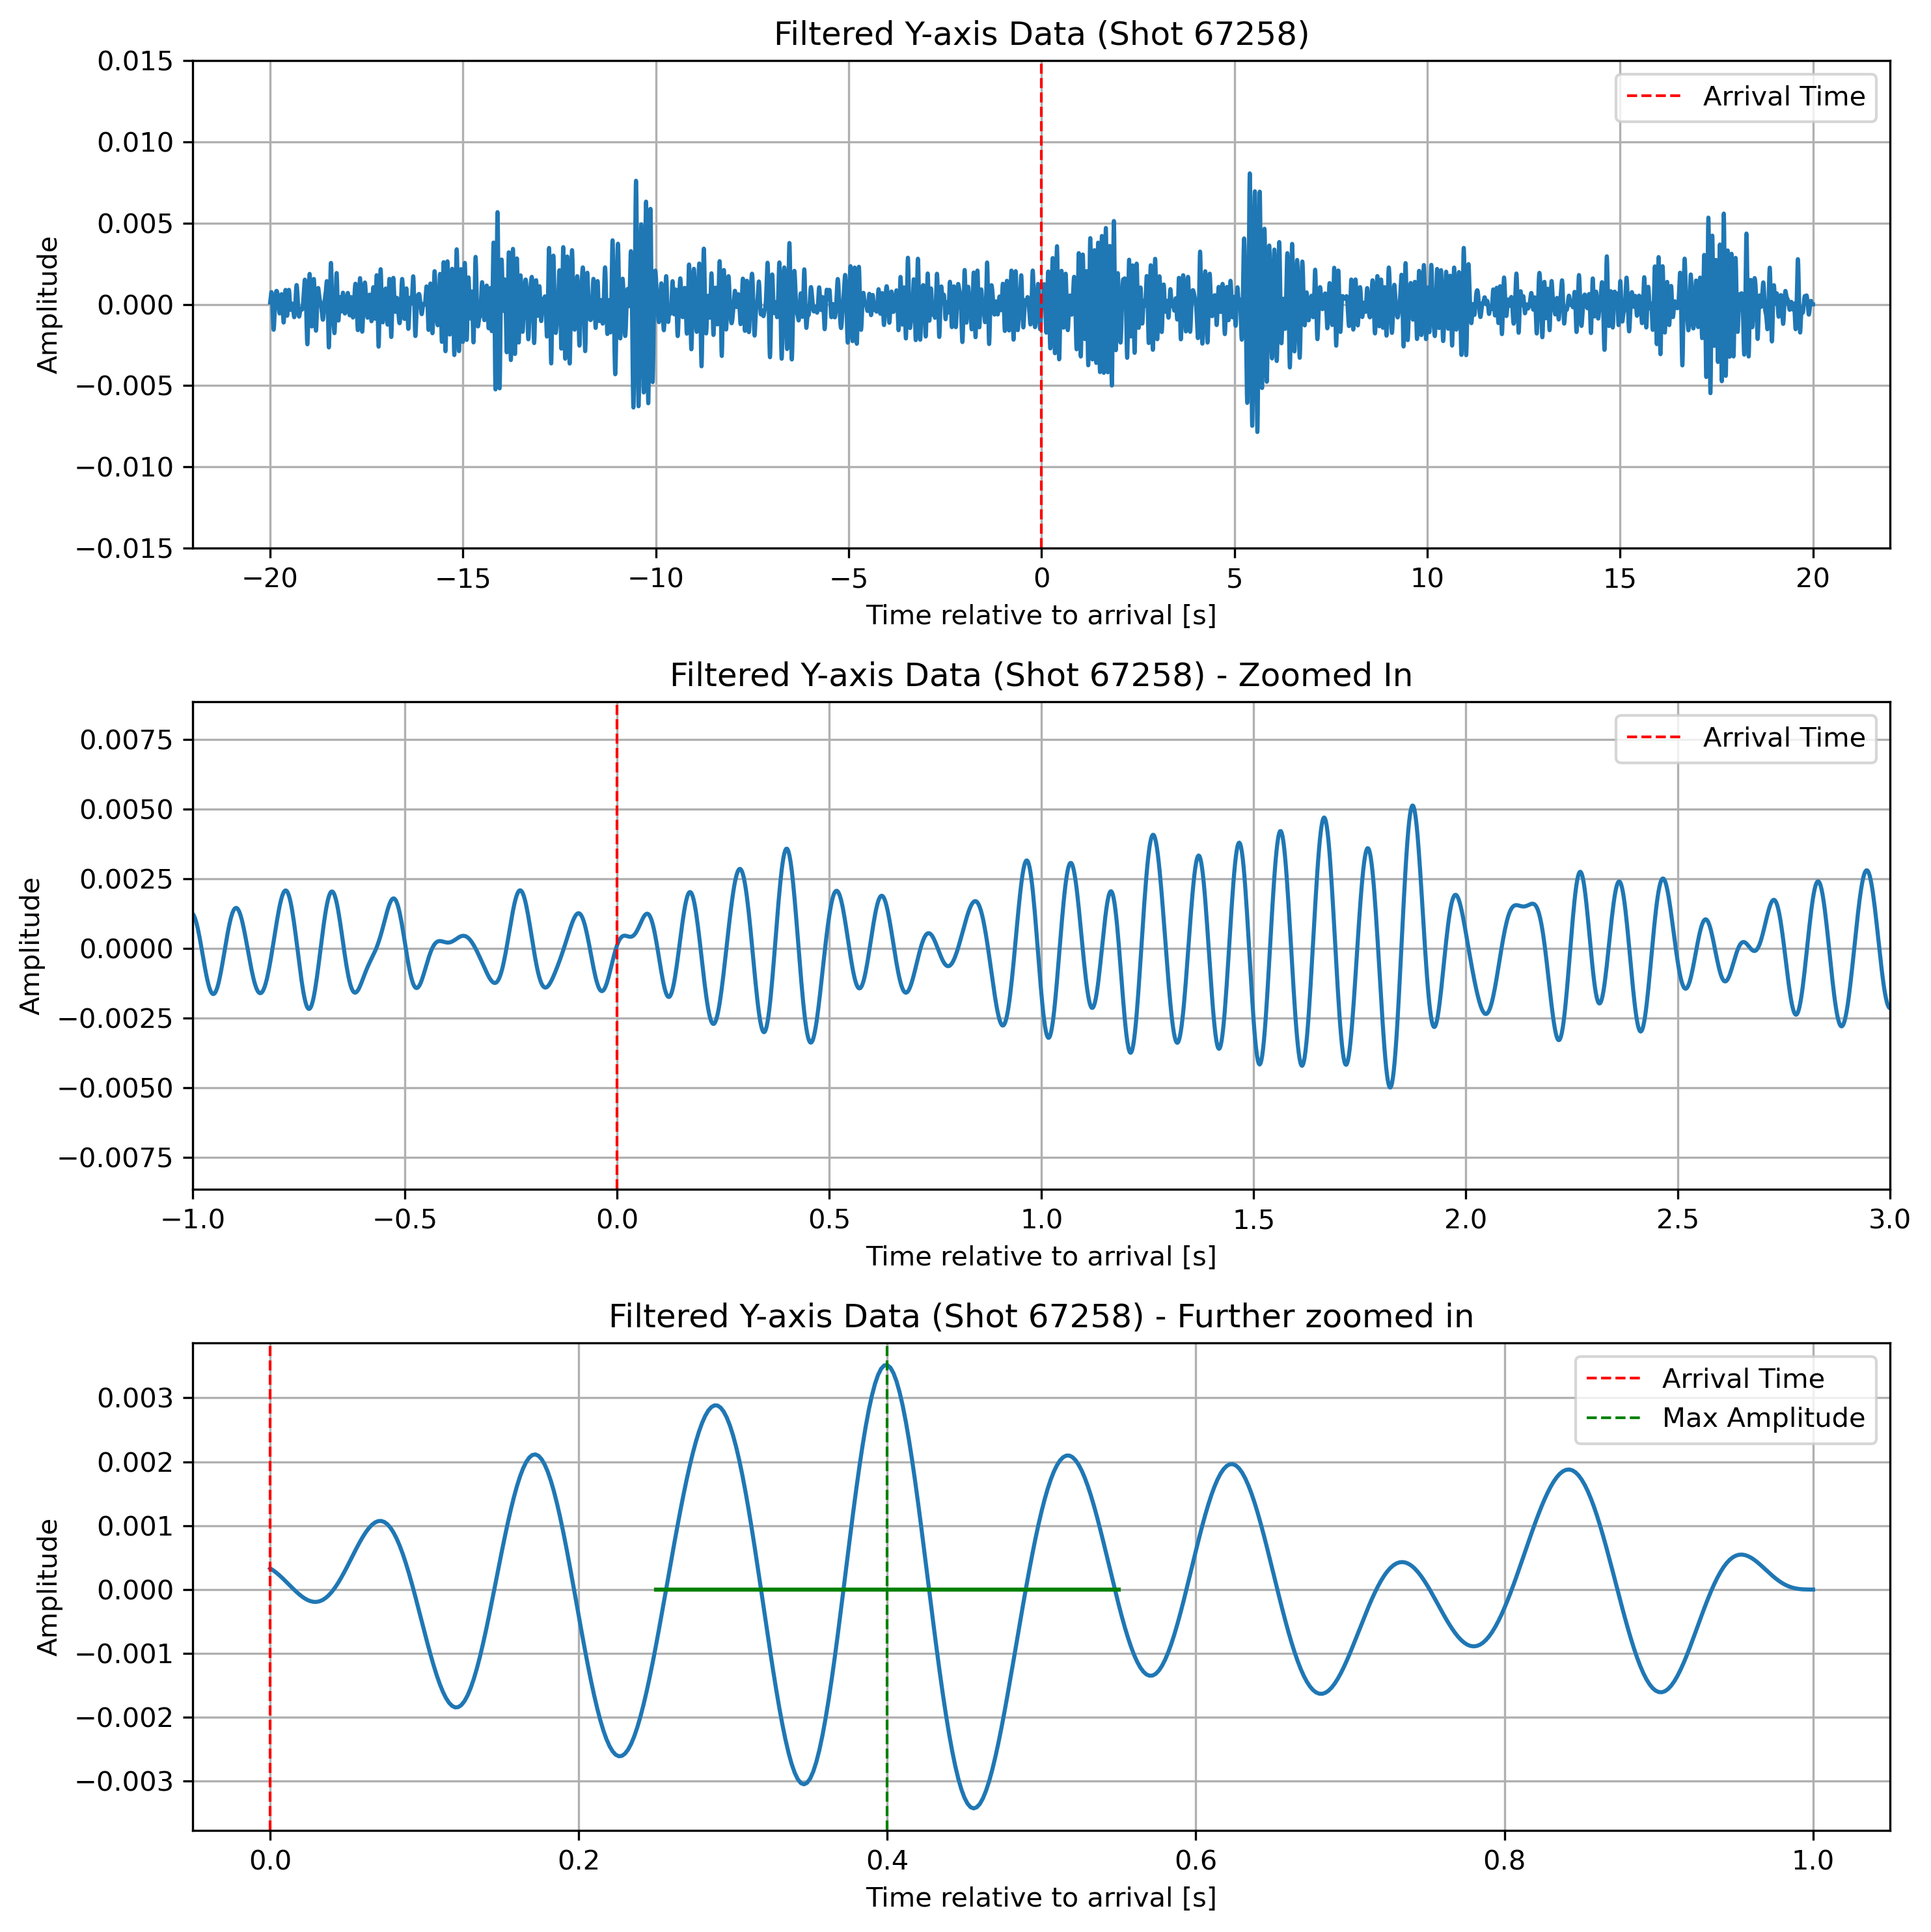 Filtered Y-axis Data (Shot 67258)
0.015
0.010
0.005
0.000
−0.005
−0.010
−0.015
Amplitude
Arrival Time
−20 −15 −10 −5 0 5 10 15 20
Time relative to arrival [s]
Filtered Y-axis Data (Shot 67258) - Zoomed In
0.0075
0.0050
0.0025
0.0000
−0.0025
−0.0050
−0.0075
Amplitude
Arrival Time
−1.0 −0.5 0.0 0.5 1.0 1.5 2.0 2.5 3.0
Time relative to arrival [s]
Filtered Y-axis Data (Shot 67258) - Further zoomed in
0.003
0.002
0.001
0.000
−0.001
−0.002
−0.003
Amplitude
Arrival Time
Max Amplitude
0.0 0.2 0.4 0.6 0.8 1.0
Time relative to arrival [s]